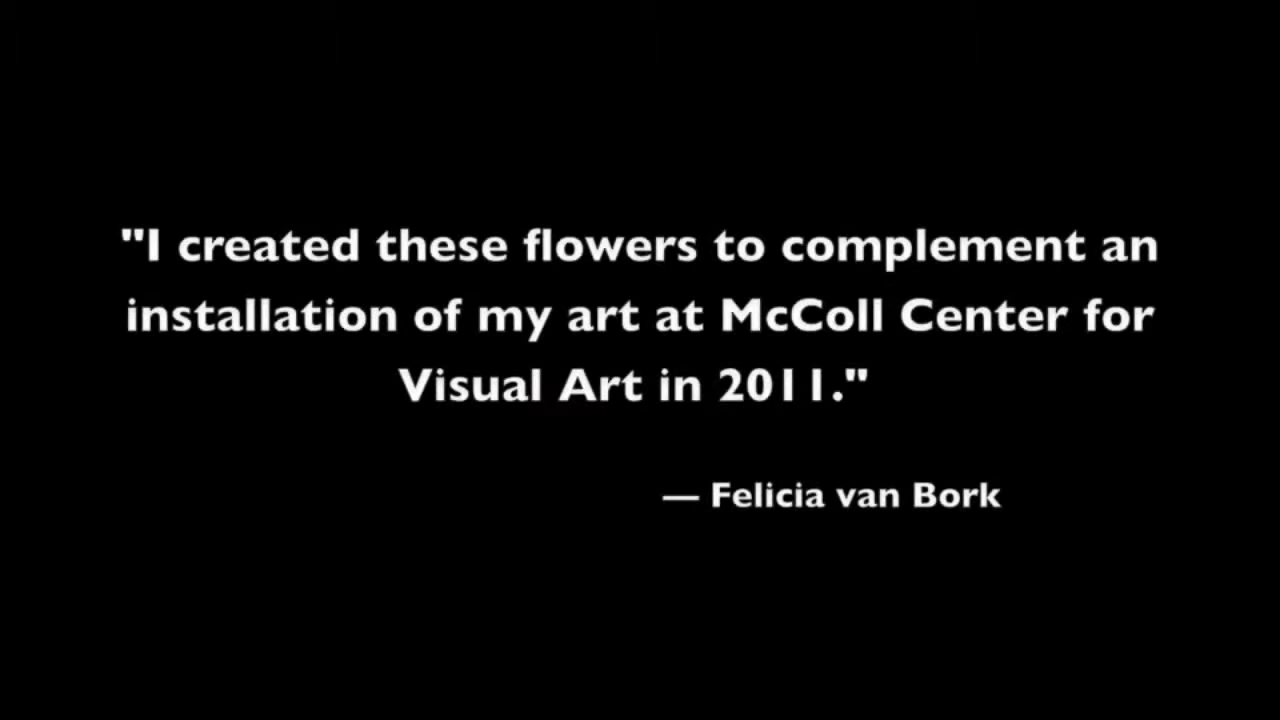 "I created these flowers to complement an
installation of my art at McColl Center for
Visual Art in 2011."
— Felicia van Bork